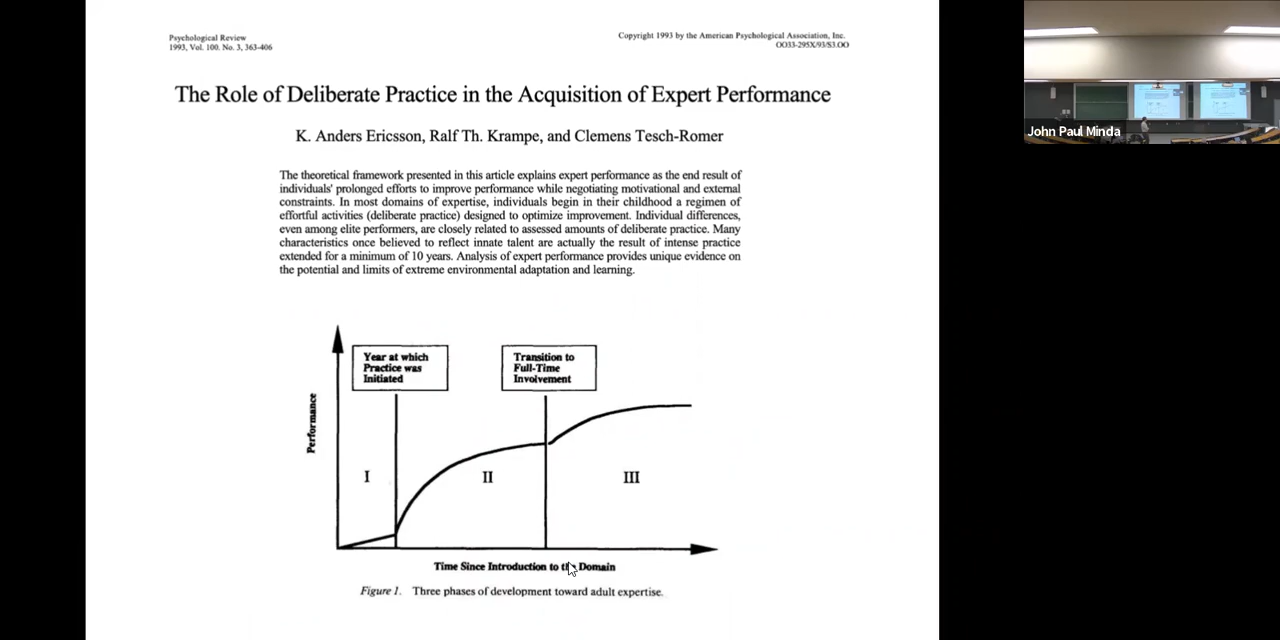 Psychological Review
1993, Vol. 100. No. 3, 363-406
Copyright 1993 by the American Psychological Association, Inc.
OO33-295X/93/S3.OO
The Role of Deliberate Practice in the Acquisition of Expert Performance
K. Anders Ericsson, Ralf Th. Krampe, and Clemens Tesch-Romer
The theoretical framework presented in this article explains expert performance as the end result of
individuals' prolonged efforts to improve performance while negotiating motivational and external
constraints. In most domains of expertise, individuals begin in their childhood a regimen of
effortful activities (deliberate practice) designed to optimize improvement. Individual differences,
even among elite performers, are closely related to assessed amounts of deliberate practice. Many
characteristics once believed to reflect innate talent are actually the result of intense practice
extended for a minimum of 10 years. Analysis of expert performance provides unique evidence on
the potential and limits of extreme environmental adaptation and learning.
Year at which
Practice was
Initiated
Transition to
Full-Time
Involvement
Performance
I
II
III
Time Since Introduction to the Domain
Figure 1. Three phases of development toward adult expertise.
John Paul Minda